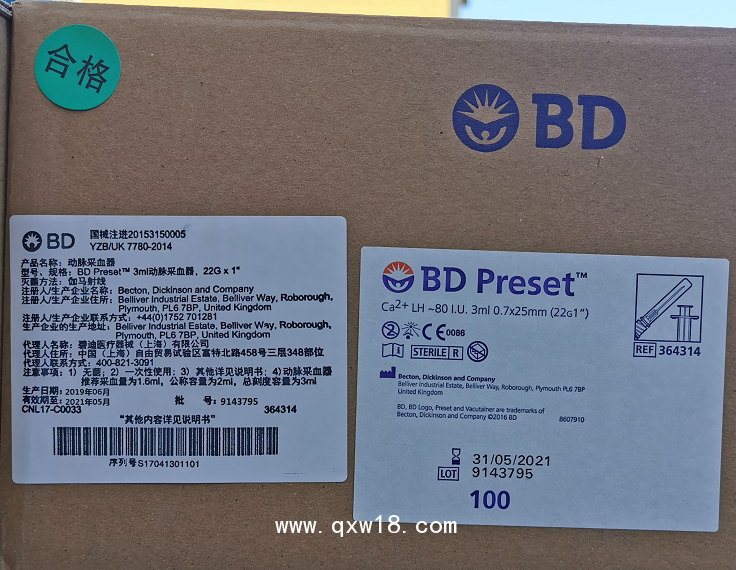 合格
BD
BD
国械注进20153150005
YZB/UK 7780-2014
产品名称：动脉采血器
型号、规格：BD Preset™ 3ml动脉采血器，22G x 1"
灭菌方法：伽马射线
注册人/生产企业名称：Becton, Dickinson and Company
注册人/生产企业住所：Belliver Industrial Estate, Belliver Way, Roborough,
Plymouth, PL6 7BP, United Kingdom
注册人/生产企业联系方式：+44(0)1752 701281
生产企业的生产地址：Belliver Industrial Estate, Belliver Way, Roborough,
Plymouth, PL6 7BP, United Kingdom
代理人名称：碧迪医疗器械（上海）有限公司
代理人住所：中国（上海）自由贸易试验区富特北路458号三层348部位
代理人联系方式：400-821-3091
注意事项：1）无菌；2）一次性使用；3）其他详见说明书；4)动脉采血器
推荐采血量为1.6ml，公称容量为2ml，总刻度容量为3ml
生产日期：2019年06月
有效期至：2021年05月 批 号：9143795
CNL17-C0033 364314
“其他内容详见说明书”
序列号S17041301101
BD Preset™
Ca2+ LH ~80 I.U. 3ml 0.7x25mm (22G1")
2 CE 0086
STERILE R
REF 364314
Becton, Dickinson and Company
Belliver Industrial Estate, Belliver Way, Roborough, Plymouth PL6 7BP
United Kingdom
BD, BD Logo, Preset and Vacutainer are trademarks of
Becton, Dickinson and Company ©2016 BD 8607910
31/05/2021
LOT 9143795
100
www.qxw18.com